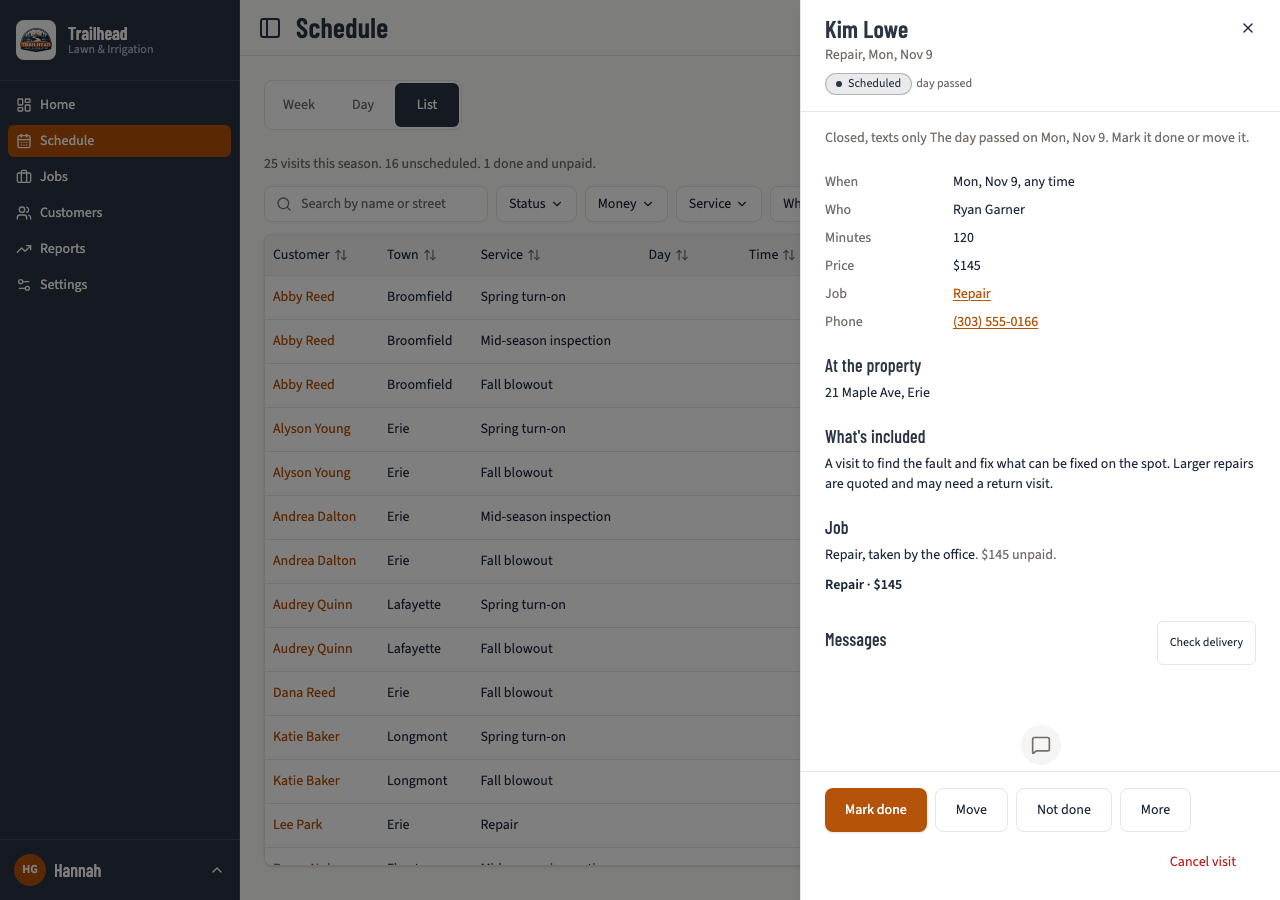 Trailhead
Lawn & Irrigation
Home
Schedule
Jobs
Customers
Reports
Settings
HG
Hannah
Schedule
Week Day List
25 visits this season. 16 unscheduled. 1 done and unpaid.
Search by name or street Status Money Service
Customer Town Service Day Time
Abby Reed Broomfield Spring turn-on
Abby Reed Broomfield Mid-season inspection
Abby Reed Broomfield Fall blowout
Alyson Young Erie Spring turn-on
Alyson Young Erie Fall blowout
Andrea Dalton Erie Mid-season inspection
Andrea Dalton Erie Fall blowout
Audrey Quinn Lafayette Spring turn-on
Audrey Quinn Lafayette Fall blowout
Dana Reed Erie Fall blowout
Katie Baker Longmont Spring turn-on
Katie Baker Longmont Fall blowout
Lee Park Erie Repair
Kim Lowe
Repair, Mon, Nov 9
Scheduled day passed
Closed, texts only The day passed on Mon, Nov 9. Mark it done or move it.
When Mon, Nov 9, any time
Who Ryan Garner
Minutes 120
Price $145
Job Repair
Phone (303) 555-0166
At the property
21 Maple Ave, Erie
What's included
A visit to find the fault and fix what can be fixed on the spot. Larger repairs
are quoted and may need a return visit.
Job
Repair, taken by the office. $145 unpaid.
Repair · $145
Messages Check delivery
Mark done Move Not done More
Cancel visit